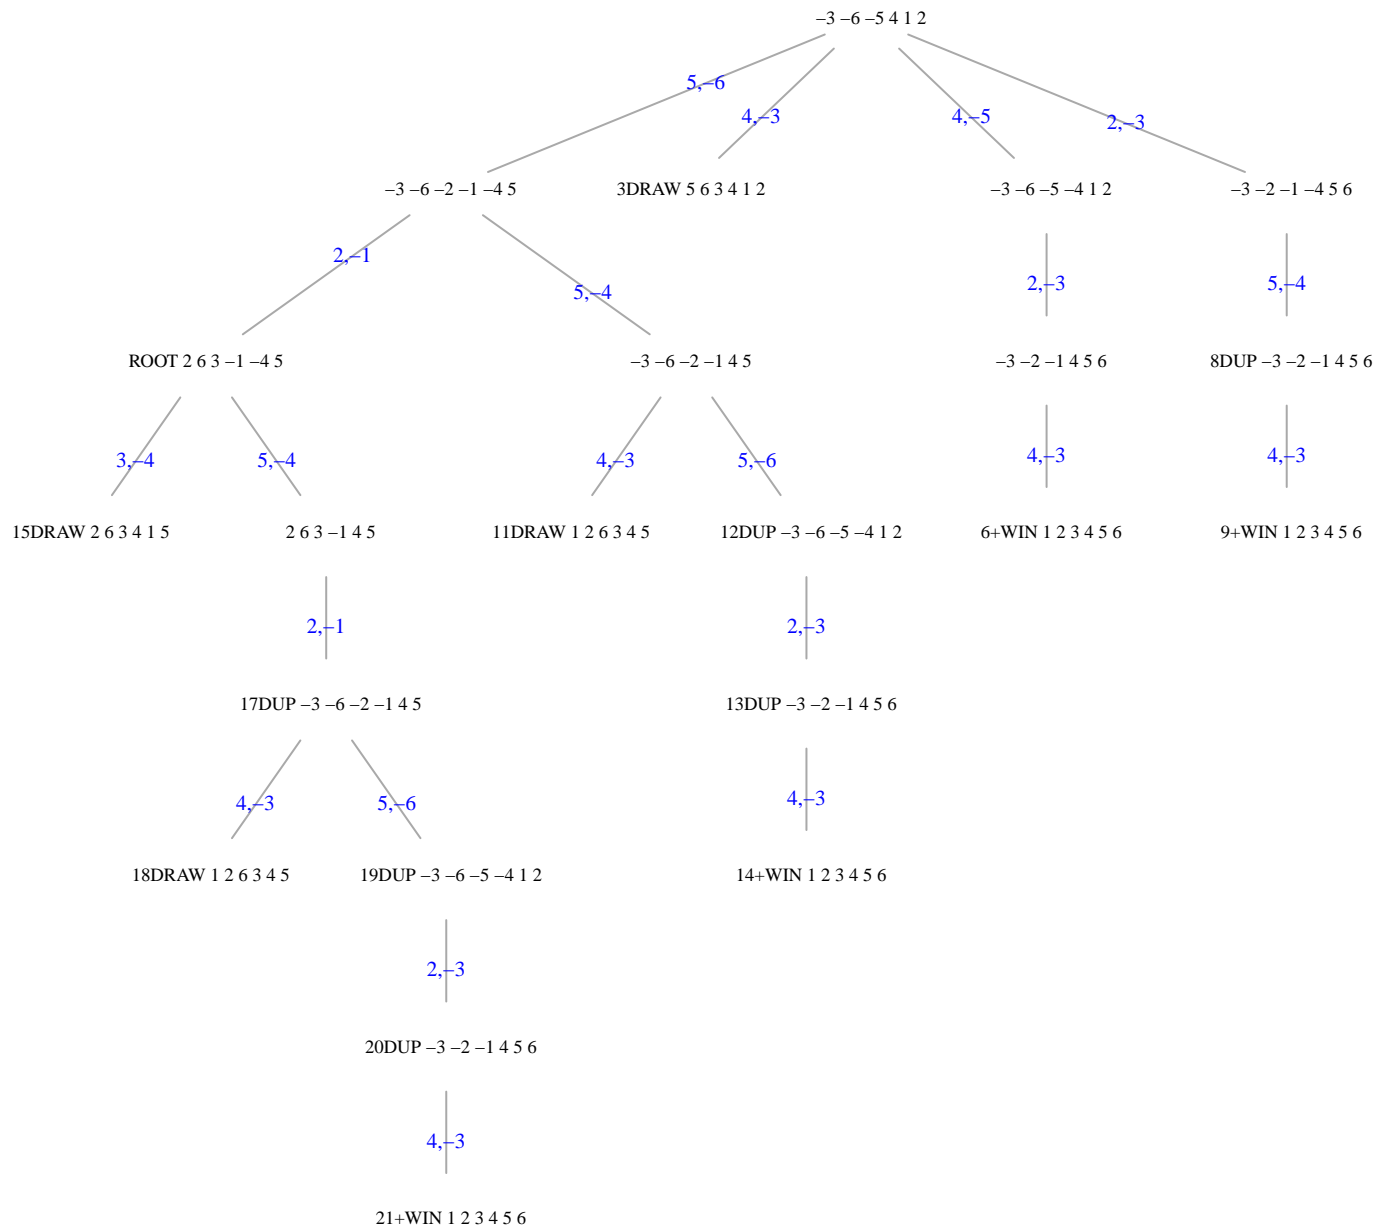 –3 –6 –5 4 1 2
5,–6
4,–3
4,–5
2,–3
–3 –6 –2 –1 –4 5
3DRAW 5 6 3 4 1 2
–3 –6 –5 –4 1 2
–3 –2 –1 –4 5 6
2,–1
5,–4
2,–3
5,–4
ROOT 2 6 3 –1 –4 5
–3 –6 –2 –1 4 5
–3 –2 –1 4 5 6
8DUP –3 –2 –1 4 5 6
3,–4
5,–4
4,–3
5,–6
4,–3
4,–3
15DRAW 2 6 3 4 1 5
2 6 3 –1 4 5
11DRAW 1 2 6 3 4 5
12DUP –3 –6 –5 –4 1 2
6+WIN 1 2 3 4 5 6
9+WIN 1 2 3 4 5 6
2,–1
2,–3
17DUP –3 –6 –2 –1 4 5
13DUP –3 –2 –1 4 5 6
4,–3
5,–6
4,–3
18DRAW 1 2 6 3 4 5
19DUP –3 –6 –5 –4 1 2
14+WIN 1 2 3 4 5 6
2,–3
20DUP –3 –2 –1 4 5 6
4,–3
21+WIN 1 2 3 4 5 6